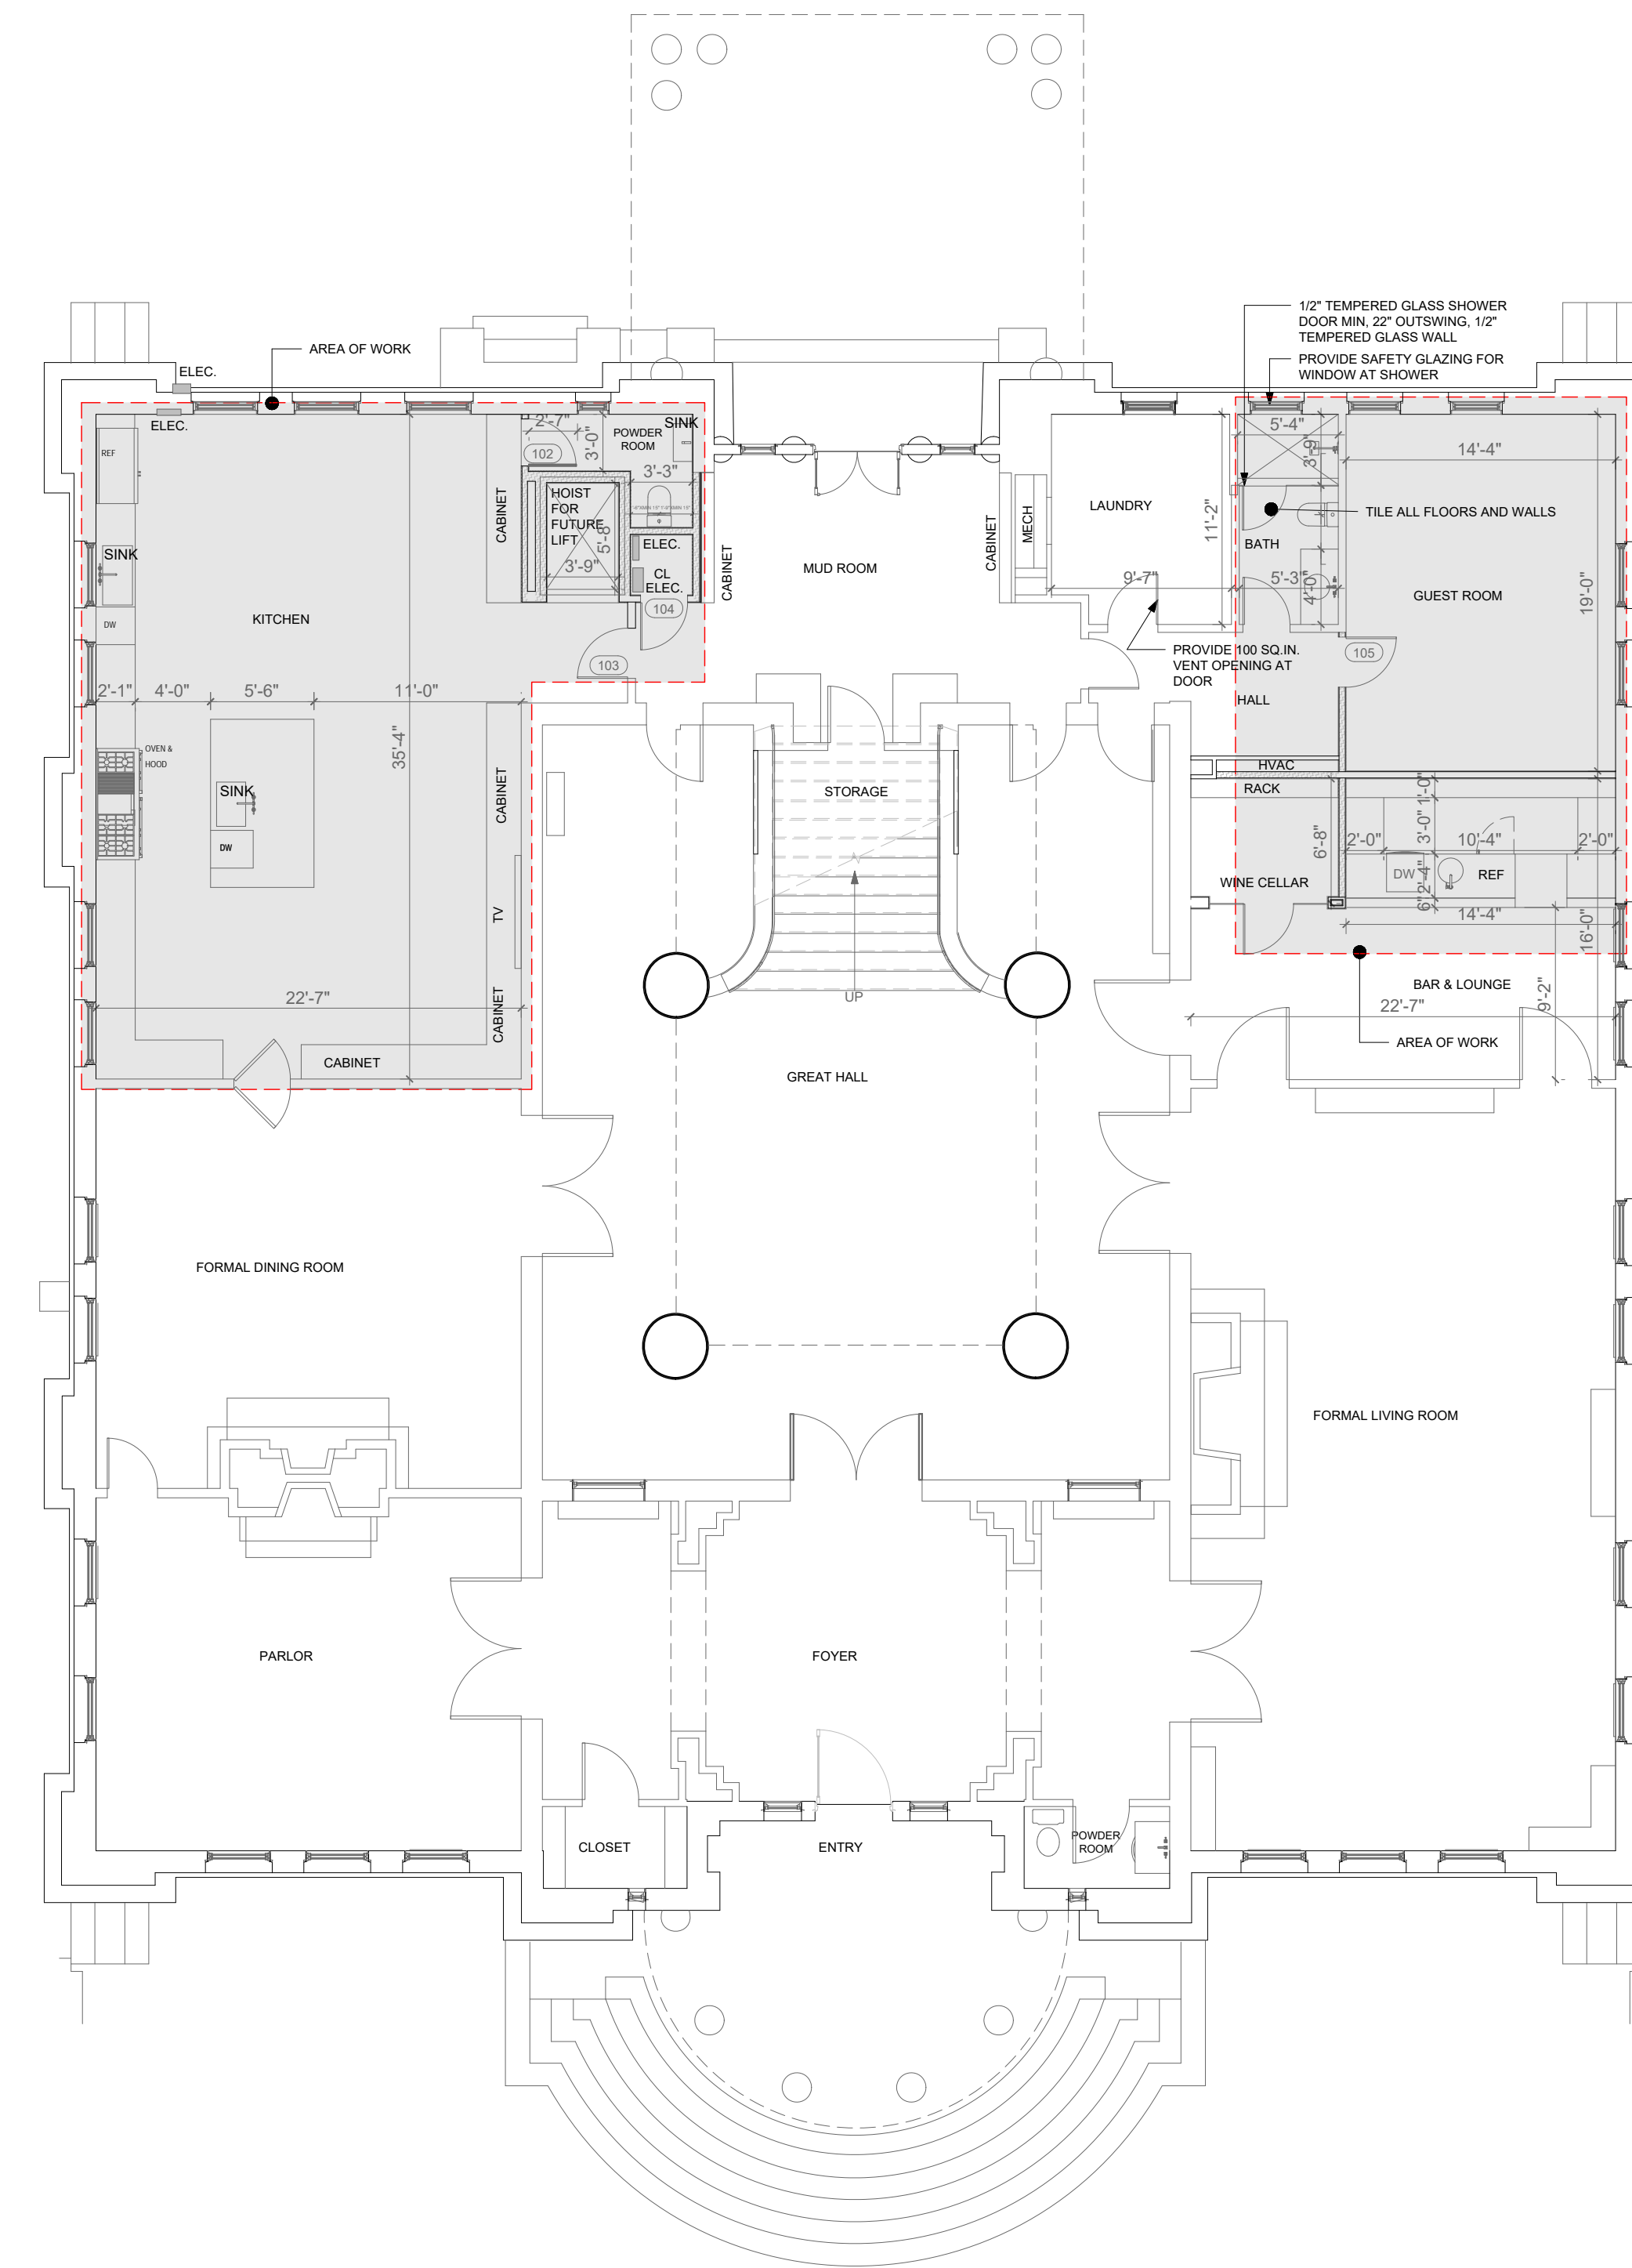 1/2" TEMPERED GLASS SHOWER
DOOR MIN, 22" OUTSWING, 1/2"
TEMPERED GLASS WALL
PROVIDE SAFETY GLAZING FOR
WINDOW AT SHOWER
AREA OF WORK
ELEC.
ELEC.
REF
SINK
DW
KITCHEN
2'-1"
4'-0"
5'-6"
11'-0"
35'-4"
OVEN &
HOOD
SINK
DW
22'-7"
CABINET
CABINET
CABINET
TV
CABINET
2'-7"
102
3'-0"
POWDER
ROOM
SINK
3'-3"
HOIST
FOR
FUTURE
LIFT
5'-8"
3'-9"
ELEC.
CL
ELEC.
104
103
CABINET
MUD ROOM
CABINET
MECH
LAUNDRY
11'-2"
9'-7"
PROVIDE 100 SQ.IN.
VENT OPENING AT
DOOR
5'-4"
3'-9"
BATH
5'-3"
4'-0"
TILE ALL FLOORS AND WALLS
14'-4"
GUEST ROOM
19'-0"
105
HALL
HVAC
RACK
6'-8"
WINE CELLAR
1'-0"
3'-0"
2'-4"
6"
2'-0"
10'-4"
2'-0"
DW
REF
14'-4"
16'-0"
BAR & LOUNGE
9'-2"
22'-7"
AREA OF WORK
STORAGE
UP
GREAT HALL
FORMAL DINING ROOM
FORMAL LIVING ROOM
PARLOR
FOYER
CLOSET
ENTRY
POWDER
ROOM